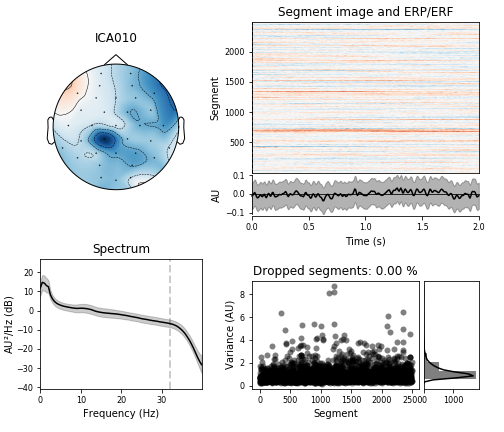 ICA010
Segment image and ERP/ERF
Segment
2000
1500
1000
500
AU
0.1
0.0
−0.1
0.0 0.5 1.0 1.5 2.0
Time (s)
Spectrum
AU²/Hz (dB)
20
10
0
−10
−20
−30
−40
0 10 20 30
Frequency (Hz)
Dropped segments: 0.00 %
Variance (AU)
8
6
4
2
0
0 500 1000 1500 2000 2500
Segment
1000